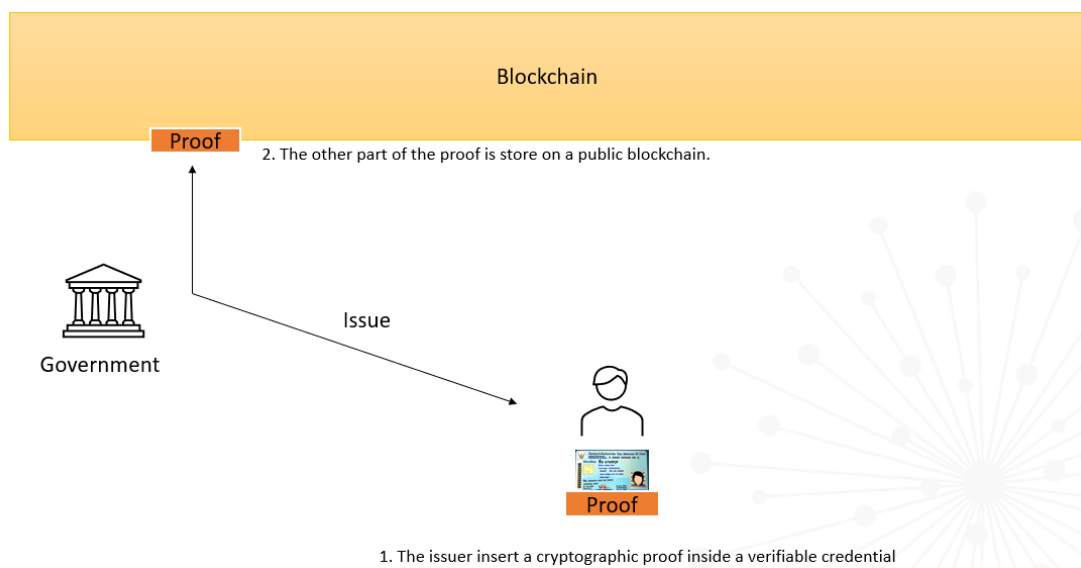 Blockchain
Proof
2. The other part of the proof is store on a public blockchain.
Issue
Government
Proof
1. The issuer insert a cryptographic proof inside a verifiable credential